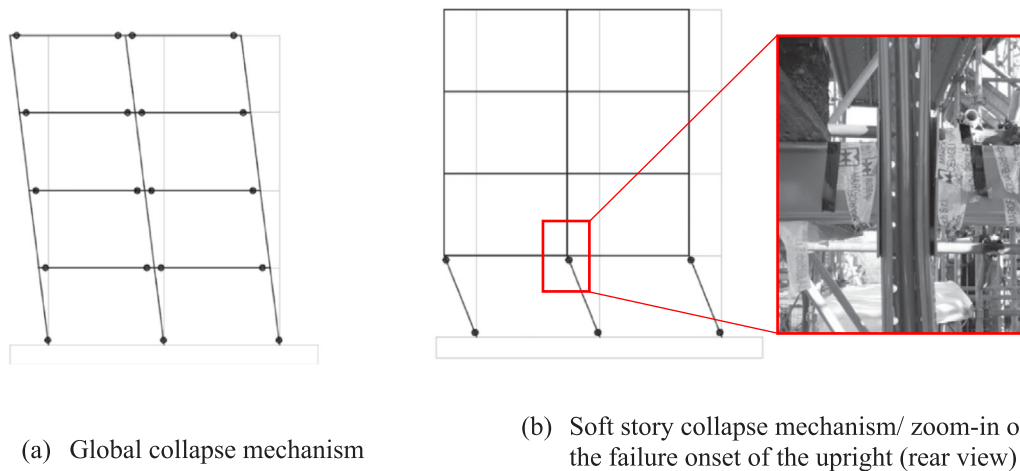 (a) Global collapse mechanism
(b) Soft story collapse mechanism/ zoom-in o
the failure onset of the upright (rear view)